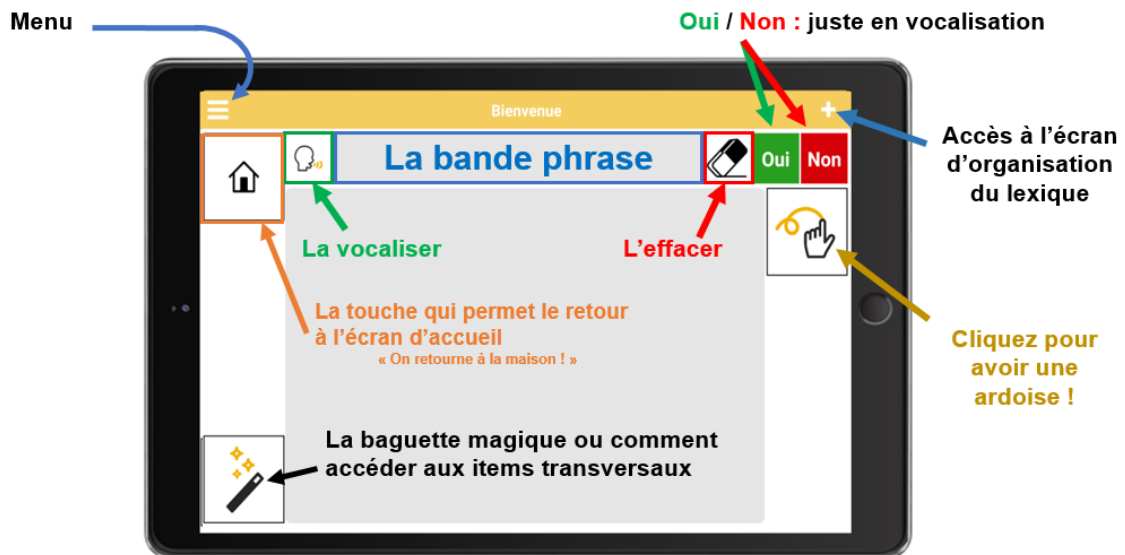 Menu
Oui / Non : juste en vocalisation
Bienvenue
La bande phrase
Oui
Non
Accès à l'écran
d'organisation
du lexique
La vocaliser
L'effacer
La touche qui permet le retour
à l'écran d'accueil
« On retourne à la maison ! »
Cliquez pour
avoir une
ardoise !
La baguette magique ou comment
accéder aux items transversaux